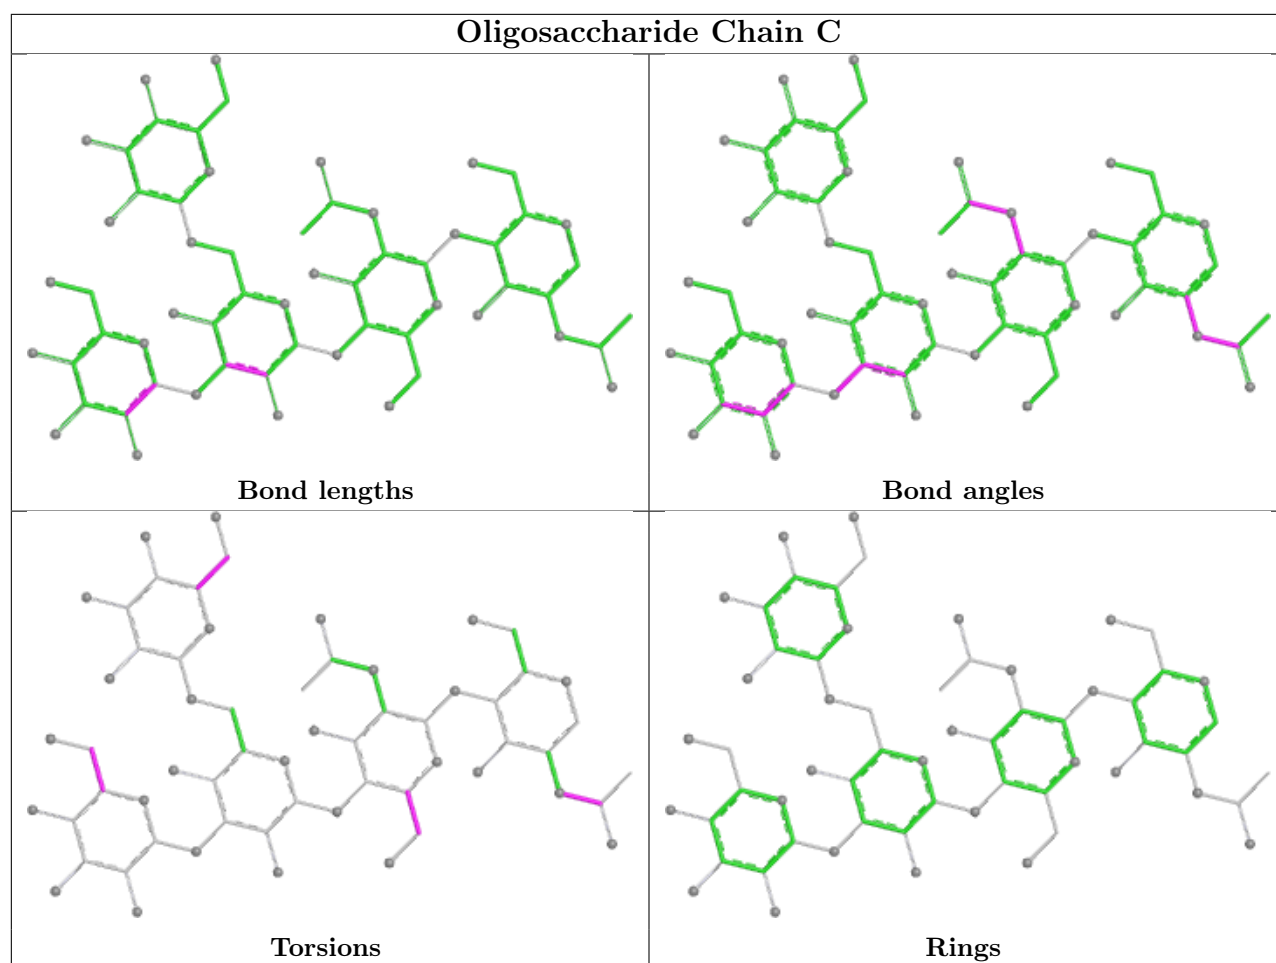 Oligosaccharide Chain C
Bond lengths
Bond angles
Torsions
Rings